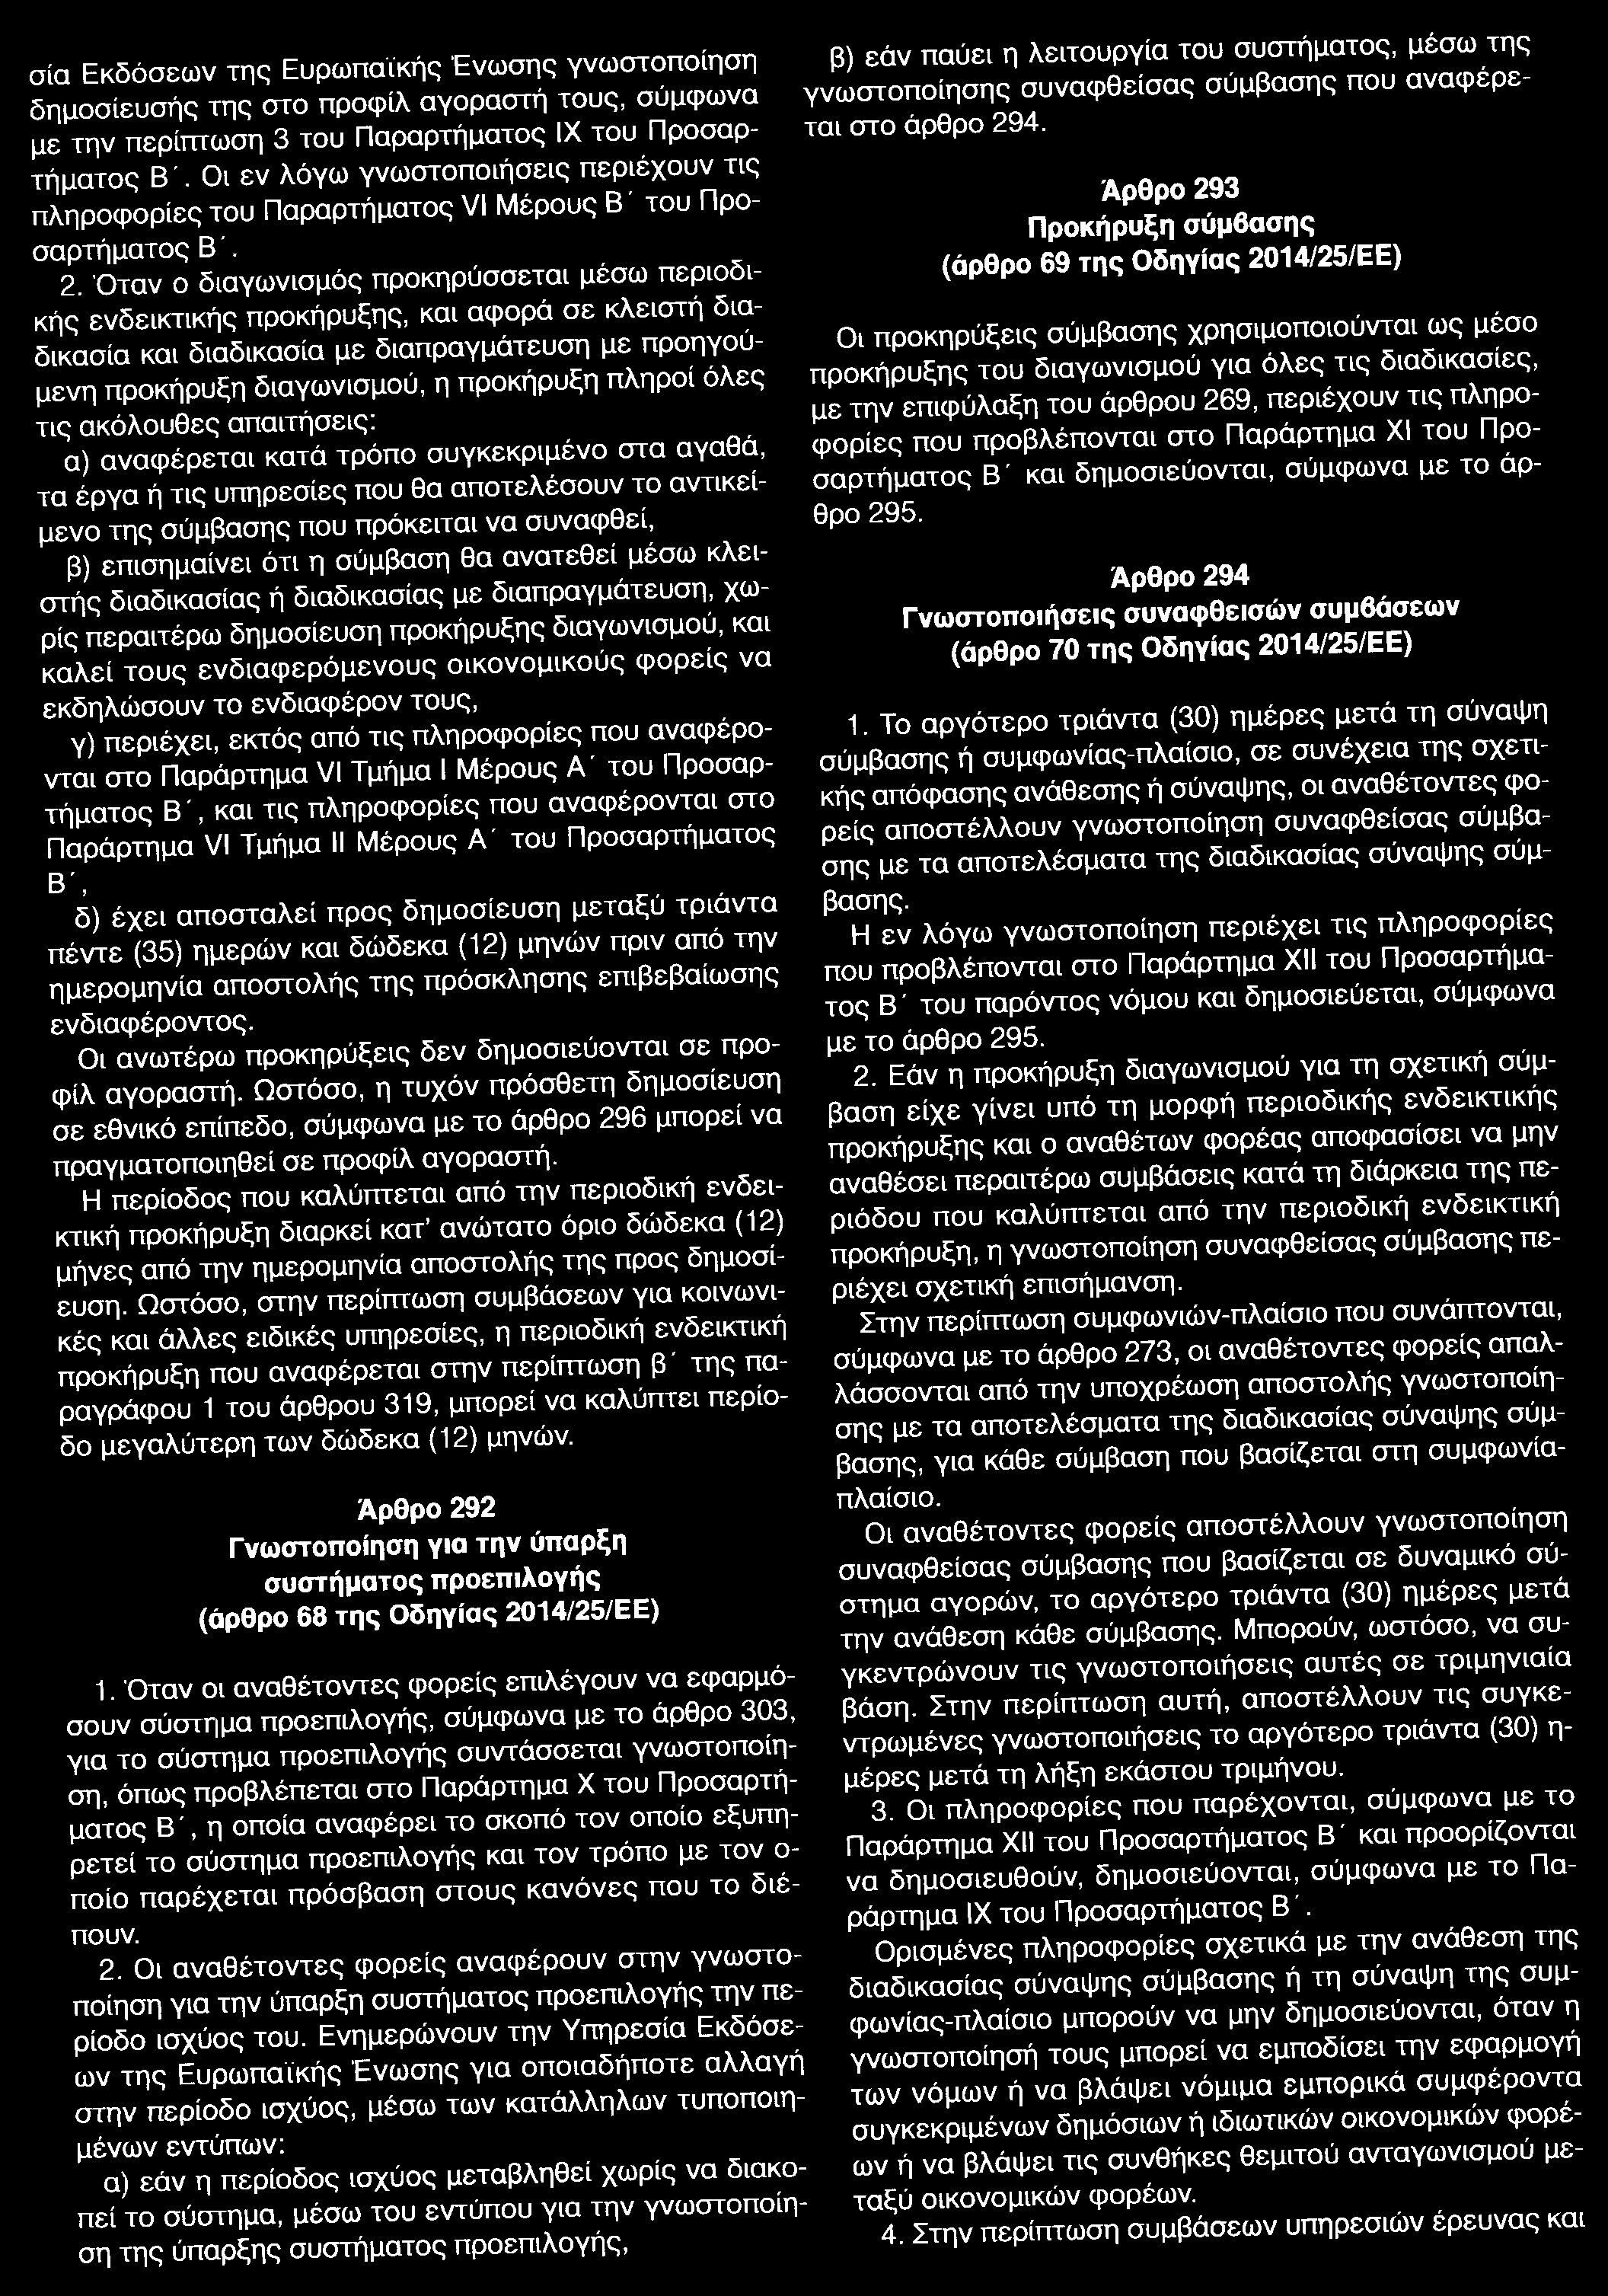 σία Εκδόσεων της Ευρωπαϊκής Ένωσης γνωστοποίηση
δημοσίευσής της στο προφίλ αγοραστή τους, σύμφωνα
με την περίπτωση 3 του Παραρτήματος IX του Προσαρ-
τήματος Β΄. Οι εν λόγω γνωστοποιήσεις περιέχουν τις
πληροφορίες του Παραρτήματος VI Μέρους Β΄ του Προ-
σαρτήματος Β΄.
2. Όταν ο διαγωνισμός προκηρύσσεται μέσω περιοδι-
κής ενδεικτικής προκήρυξης, και αφορά σε κλειστή δια-
δικασία και διαδικασία με διαπραγμάτευση με προηγού-
μενη προκήρυξη διαγωνισμού, η προκήρυξη πληροί όλες
τις ακόλουθες απαιτήσεις:
α) αναφέρεται κατά τρόπο συγκεκριμένο στα αγαθά,
τα έργα ή τις υπηρεσίες που θα αποτελέσουν το αντικεί-
μενο της σύμβασης που πρόκειται να συναφθεί,
β) επισημαίνει ότι η σύμβαση θα ανατεθεί μέσω κλει-
στής διαδικασίας ή διαδικασίας με διαπραγμάτευση, χω-
ρίς περαιτέρω δημοσίευση προκήρυξης διαγωνισμού, και
καλεί τους ενδιαφερόμενους οικονομικούς φορείς να
εκδηλώσουν το ενδιαφέρον τους,
γ) περιέχει, εκτός από τις πληροφορίες που αναφέρο-
νται στο Παράρτημα VI Τμήμα I Μέρους Α΄ του Προσαρ-
τήματος Β΄, και τις πληροφορίες που αναφέρονται στο
Παράρτημα VI Τμήμα II Μέρους Α΄ του Προσαρτήματος
Β΄,
δ) έχει αποσταλεί προς δημοσίευση μεταξύ τριάντα
πέντε (35) ημερών και δώδεκα (12) μηνών πριν από την
ημερομηνία αποστολής της πρόσκλησης επιβεβαίωσης
ενδιαφέροντος.
Οι ανωτέρω προκηρύξεις δεν δημοσιεύονται σε προ-
φίλ αγοραστή. Ωστόσο, η τυχόν πρόσθετη δημοσίευση
σε εθνικό επίπεδο, σύμφωνα με το άρθρο 296 μπορεί να
πραγματοποιηθεί σε προφίλ αγοραστή.
Η περίοδος που καλύπτεται από την περιοδική ενδει-
κτική προκήρυξη διαρκεί κατ’ ανώτατο όριο δώδεκα (12)
μήνες από την ημερομηνία αποστολής της προς δημοσί-
ευση. Ωστόσο, στην περίπτωση συμβάσεων για κοινωνι-
κές και άλλες ειδικές υπηρεσίες, η περιοδική ενδεικτική
προκήρυξη που αναφέρεται στην περίπτωση β΄ της πα-
ραγράφου 1 του άρθρου 319, μπορεί να καλύπτει περίο-
δο μεγαλύτερη των δώδεκα (12) μηνών.
Άρθρο 292
Γνωστοποίηση για την ύπαρξη
συστήματος προεπιλογής
(άρθρο 68 της Οδηγίας 2014/25/ΕΕ)
1. Όταν οι αναθέτοντες φορείς επιλέγουν να εφαρμό-
σουν σύστημα προεπιλογής, σύμφωνα με το άρθρο 303,
για το σύστημα προεπιλογής συντάσσεται γνωστοποίη-
ση, όπως προβλέπεται στο Παράρτημα Χ του Προσαρτή-
ματος Β΄, η οποία αναφέρει το σκοπό τον οποίο εξυπη-
ρετεί το σύστημα προεπιλογής και τον τρόπο με τον ο-
ποίο παρέχεται πρόσβαση στους κανόνες που το διέ-
πουν.
2. Οι αναθέτοντες φορείς αναφέρουν στην γνωστο-
ποίηση για την ύπαρξη συστήματος προεπιλογής την πε-
ρίοδο ισχύος του. Ενημερώνουν την Υπηρεσία Εκδόσε-
ων της Ευρωπαϊκής Ένωσης για οποιαδήποτε αλλαγή
στην περίοδο ισχύος, μέσω των κατάλληλων τυποποιη-
μένων εντύπων:
α) εάν η περίοδος ισχύος μεταβληθεί χωρίς να διακο-
πεί το σύστημα, μέσω του εντύπου για την γνωστοποίη-
ση της ύπαρξης συστήματος προεπιλογής,
β) εάν παύει η λειτουργία του συστήματος, μέσω της
γνωστοποίησης συναφθείσας σύμβασης που αναφέρε-
ται στο άρθρο 294.
Άρθρο 293
Προκήρυξη σύμβασης
(άρθρο 69 της Οδηγίας 2014/25/ΕΕ)
Οι προκηρύξεις σύμβασης χρησιμοποιούνται ως μέσο
προκήρυξης του διαγωνισμού για όλες τις διαδικασίες,
με την επιφύλαξη του άρθρου 269, περιέχουν τις πληρο-
φορίες που προβλέπονται στο Παράρτημα XI του Προ-
σαρτήματος Β΄ και δημοσιεύονται, σύμφωνα με το άρ-
θρο 295.
Άρθρο 294
Γνωστοποιήσεις συναφθεισών συμβάσεων
(άρθρο 70 της Οδηγίας 2014/25/ΕΕ)
1. Το αργότερο τριάντα (30) ημέρες μετά τη σύναψη
σύμβασης ή συμφωνίας-πλαίσιο, σε συνέχεια της σχετι-
κής απόφασης ανάθεσης ή σύναψης, οι αναθέτοντες φο-
ρείς αποστέλλουν γνωστοποίηση συναφθείσας σύμβα-
σης με τα αποτελέσματα της διαδικασίας σύναψης σύμ-
βασης.
Η εν λόγω γνωστοποίηση περιέχει τις πληροφορίες
που προβλέπονται στο Παράρτημα XII του Προσαρτήμα-
τος Β΄ του παρόντος νόμου και δημοσιεύεται, σύμφωνα
με το άρθρο 295.
2. Εάν η προκήρυξη διαγωνισμού για τη σχετική σύμ-
βαση είχε γίνει υπό τη μορφή περιοδικής ενδεικτικής
προκήρυξης και ο αναθέτων φορέας αποφασίσει να μην
αναθέσει περαιτέρω συμβάσεις κατά τη διάρκεια της πε-
ριόδου που καλύπτεται από την περιοδική ενδεικτική
προκήρυξη, η γνωστοποίηση συναφθείσας σύμβασης πε-
ριέχει σχετική επισήμανση.
Στην περίπτωση συμφωνιών-πλαίσιο που συνάπτονται,
σύμφωνα με το άρθρο 273, οι αναθέτοντες φορείς απαλ-
λάσσονται από την υποχρέωση αποστολής γνωστοποίη-
σης με τα αποτελέσματα της διαδικασίας σύναψης σύμ-
βασης, για κάθε σύμβαση που βασίζεται στη συμφωνία-
πλαίσιο.
Οι αναθέτοντες φορείς αποστέλλουν γνωστοποίηση
συναφθείσας σύμβασης που βασίζεται σε δυναμικό σύ-
στημα αγορών, το αργότερο τριάντα (30) ημέρες μετά
την ανάθεση κάθε σύμβασης. Μπορούν, ωστόσο, να συ-
γκεντρώνουν τις γνωστοποιήσεις αυτές σε τριμηνιαία
βάση. Στην περίπτωση αυτή, αποστέλλουν τις συγκε-
ντρωμένες γνωστοποιήσεις το αργότερο τριάντα (30) η-
μέρες μετά τη λήξη εκάστου τριμήνου.
3. Οι πληροφορίες που παρέχονται, σύμφωνα με το
Παράρτημα XII του Προσαρτήματος Β΄ και προορίζονται
να δημοσιευθούν, δημοσιεύονται, σύμφωνα με το Πα-
ράρτημα IX του Προσαρτήματος Β΄.
Ορισμένες πληροφορίες σχετικά με την ανάθεση της
διαδικασίας σύναψης σύμβασης ή τη σύναψη της συμ-
φωνίας-πλαίσιο μπορούν να μην δημοσιεύονται, όταν η
γνωστοποίησή τους μπορεί να εμποδίσει την εφαρμογή
των νόμων ή να βλάψει νόμιμα εμπορικά συμφέροντα
συγκεκριμένων δημόσιων ή ιδιωτικών οικονομικών φορέ-
ων ή να βλάψει τις συνθήκες θεμιτού ανταγωνισμού με-
ταξύ οικονομικών φορέων.
4. Στην περίπτωση συμβάσεων υπηρεσιών έρευνας και